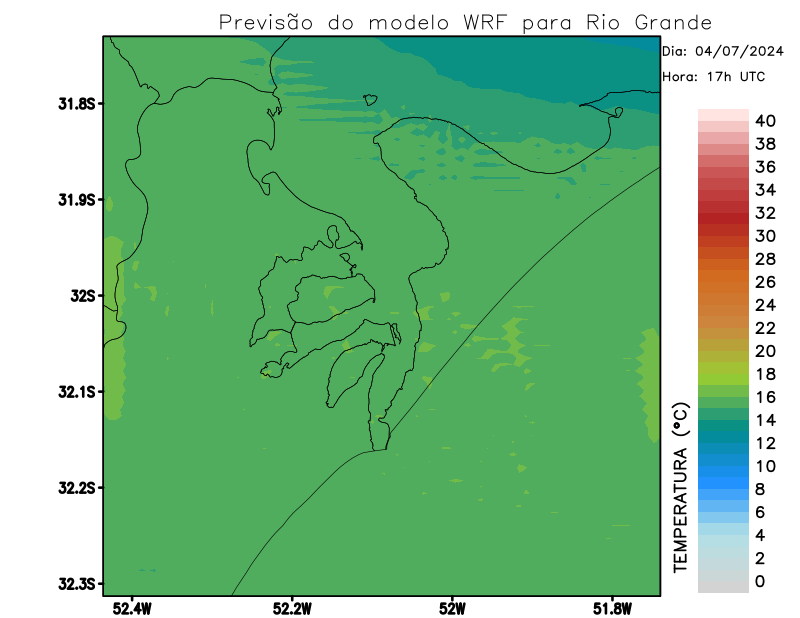 Previsão do modelo WRF para Rio Grande
Dia: 04/07/2024
Hora: 17h UTC
31.8S
31.9S
32S
32.1S
32.2S
32.3S
52.4W
52.2W
52W
51.8W
TEMPERATURA (°C)
40
38
36
34
32
30
28
26
24
22
20
18
16
14
12
10
8
6
4
2
0